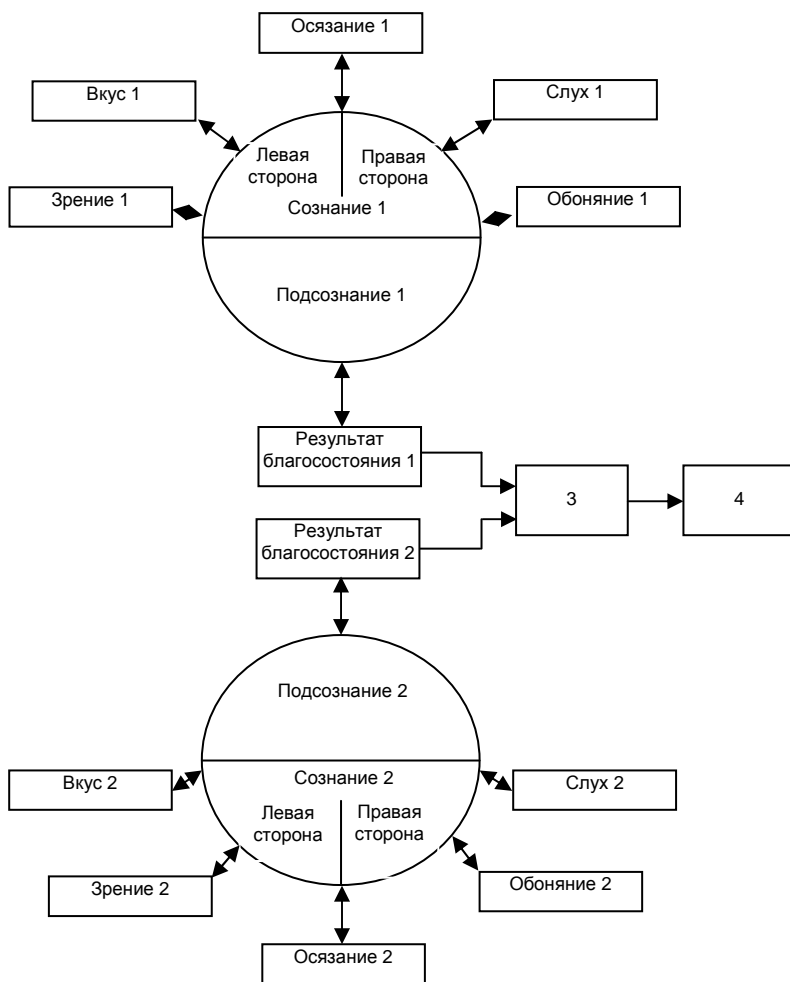 Осязание 1
Вкус 1
Слух 1
Левая
сторона
Правая
сторона
Зрение 1
Сознание 1
Обоняние 1
Подсознание 1
Результат
благосостояния 1
3
4
Результат
благосостояния 2
Подсознание 2
Вкус 2
Сознание 2
Слух 2
Левая
сторона
Правая
сторона
Зрение 2
Обоняние 2
Осязание 2